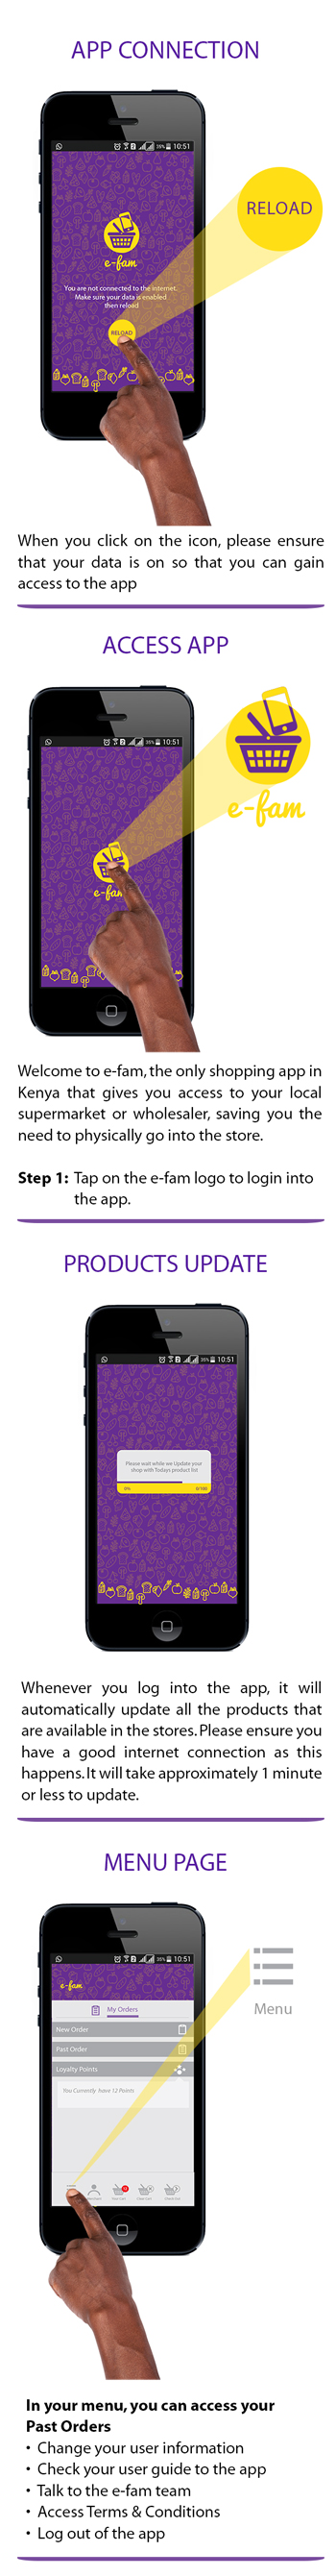 APP CONNECTION
10:51
RELOAD
e-fam
You are not connected to the internet.
Make sure your data is enabled
then reload
RELOAD
When you click on the icon, please ensure
that your data is on so that you can gain
access to the app
ACCESS APP
10:51
e-fam
e-fam
Welcome to e-fam, the only shopping app in
Kenya that gives you access to your local
supermarket or wholesaler, saving you the
need to physically go into the store.
Step 1: Tap on the e-fam logo to login into
the app.
PRODUCTS UPDATE
10:51
Please wait while we Update your
shop with Todays product list
0% 0/100
Whenever you log into the app, it will
automatically update all the products that
are available in the stores. Please ensure you
have a good internet connection as this
happens. It will take approximately 1 minute
or less to update.
MENU PAGE
10:51
e-fam
My Orders
Menu
New Order
Past Order
Loyalty Points
You Currently have 12 Points
In your menu, you can access your
Past Orders
• Change your user information
• Check your user guide to the app
• Talk to the e-fam team
• Access Terms & Conditions
• Log out of the app